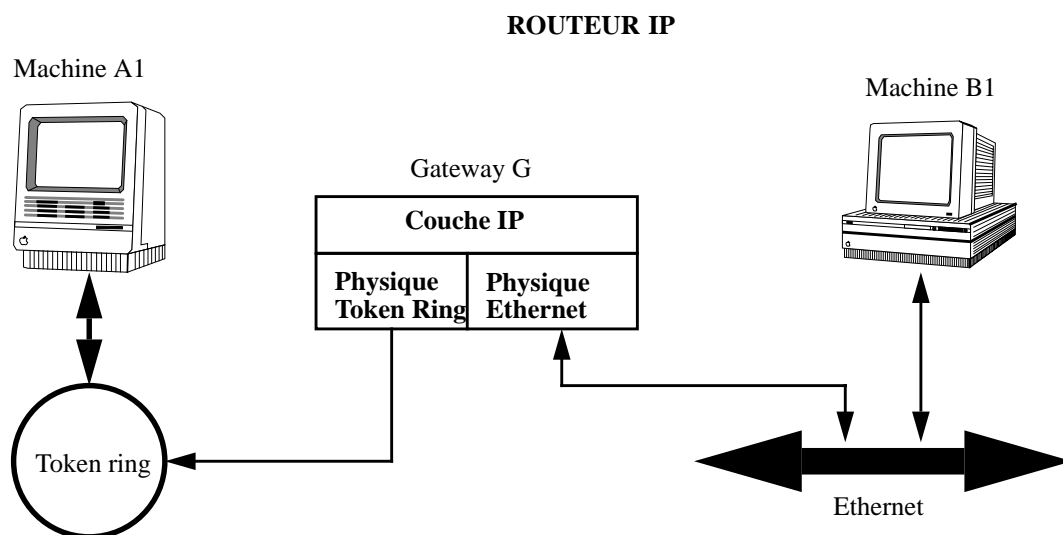 ROUTEUR IP
Machine A1
Machine B1
Gateway G
Couche IP
Physique
Token Ring
Physique
Ethernet
Token ring
Ethernet